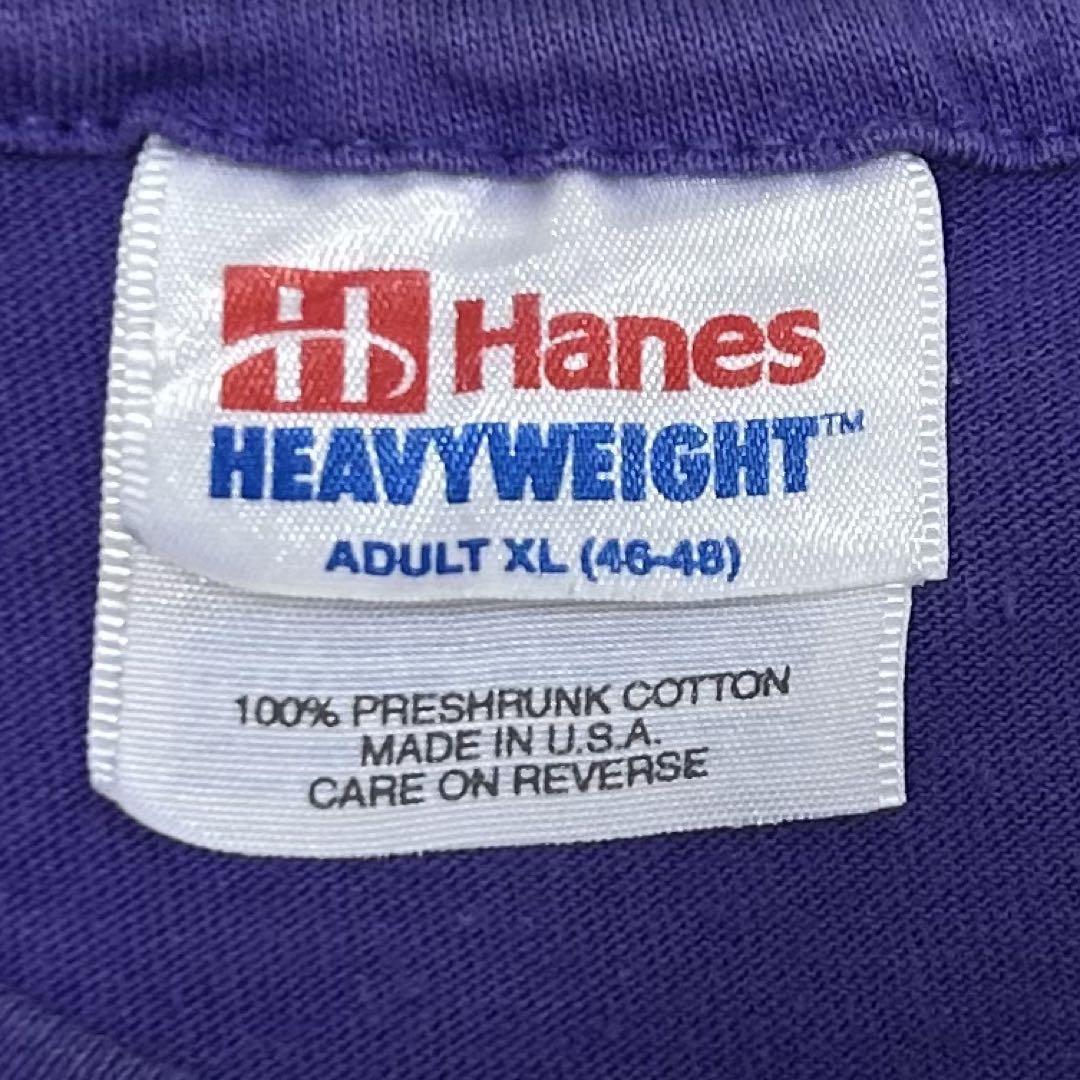 H Hanes
HEAVYWEIGHT™
ADULT XL (46-48)
100% PRESHRUNK COTTON
MADE IN U.S.A.
CARE ON REVERSE